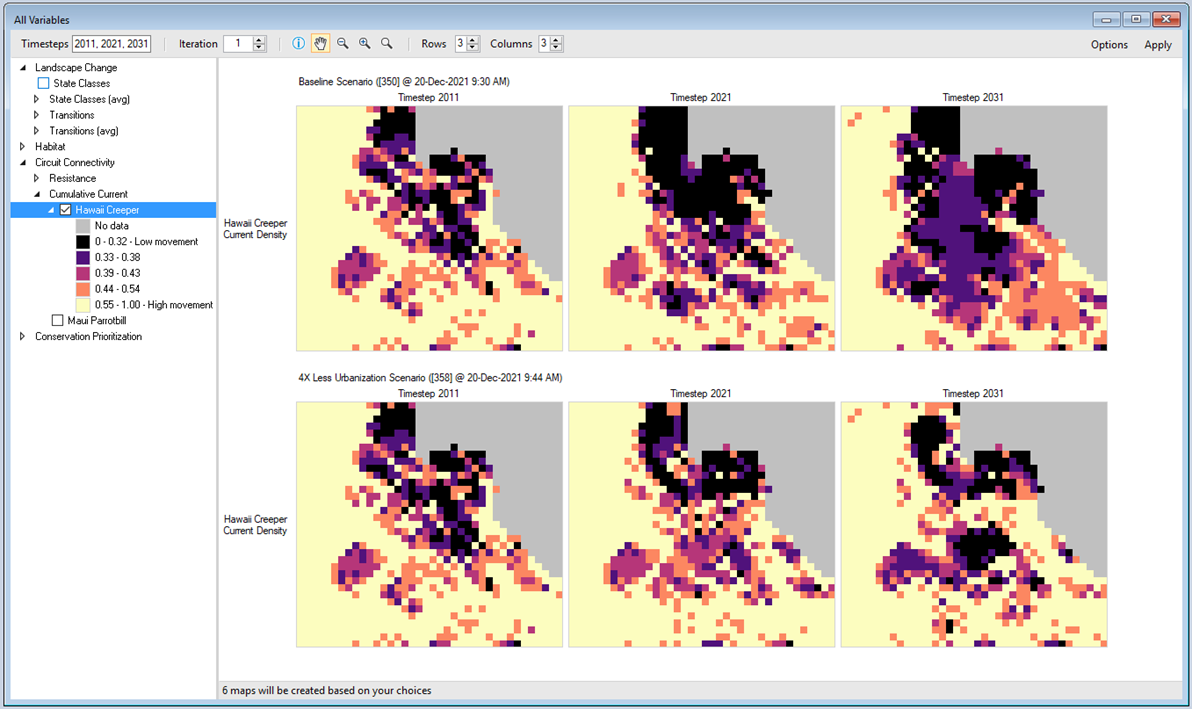 All Variables
Timesteps 2011, 2021, 2031 Iteration 1 Rows 3 Columns 3 Options Apply
Landscape Change
State Classes
State Classes (avg)
Transitions
Transitions (avg)
Habitat
Circuit Connectivity
Resistance
Cumulative Current
Hawaii Creeper
No data
0 - 0.32 - Low movement
0.33 - 0.38
0.39 - 0.43
0.44 - 0.54
0.55 - 1.00 - High movement
Maui Parrotbill
Conservation Prioritization
Baseline Scenario ([350] @ 20-Dec-2021 9:30 AM)
Timestep 2011 Timestep 2021 Timestep 2031
Hawaii Creeper
Current Density
4X Less Urbanization Scenario ([358] @ 20-Dec-2021 9:44 AM)
Timestep 2011 Timestep 2021 Timestep 2031
Hawaii Creeper
Current Density
6 maps will be created based on your choices